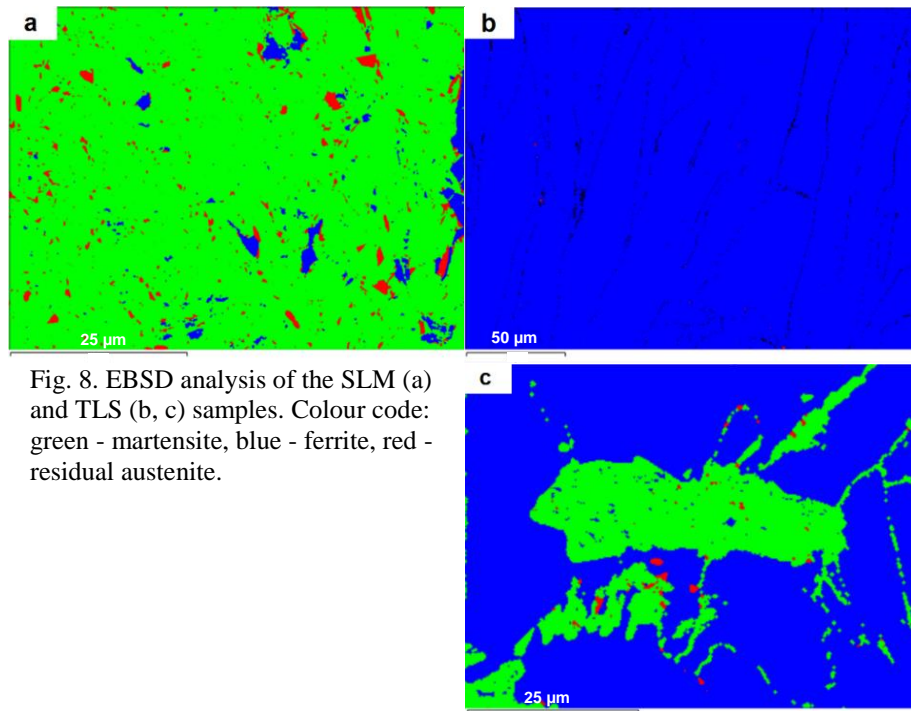 a
b
25 µm
50 µm
c
Fig. 8. EBSD analysis of the SLM (a)
and TLS (b, c) samples. Colour code:
green - martensite, blue - ferrite, red -
residual austenite.
25 µm